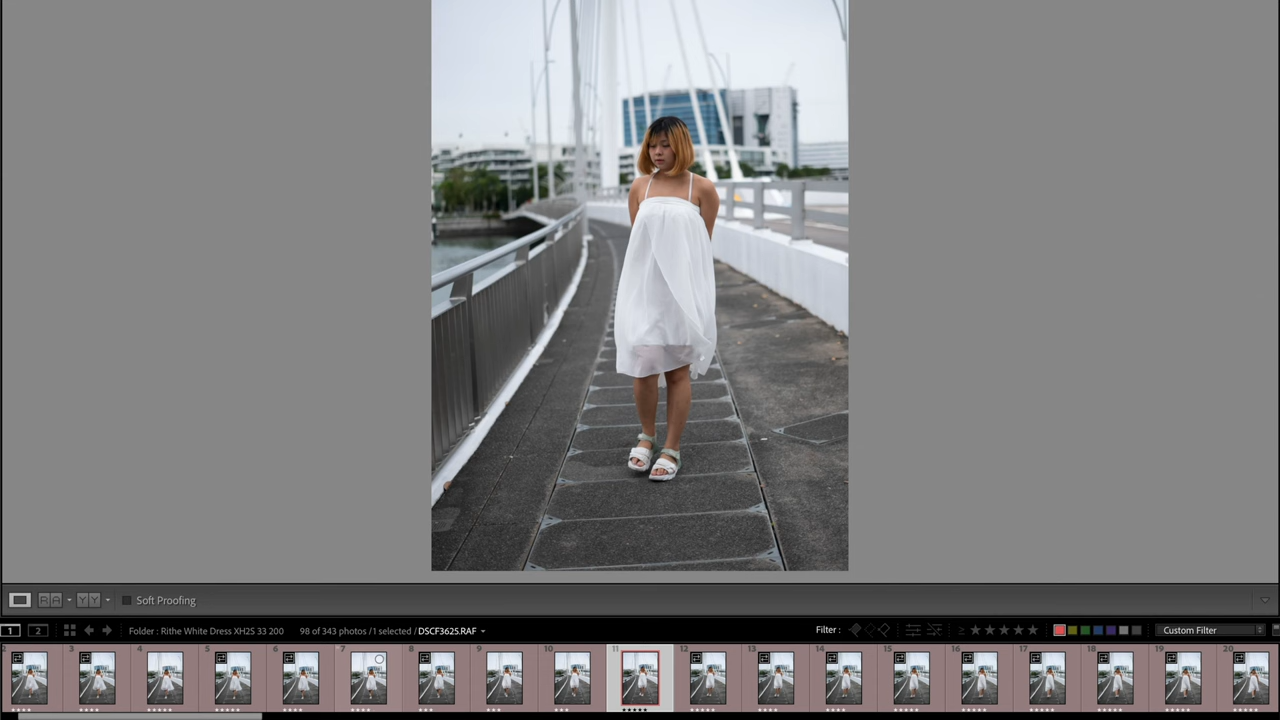 Soft Proofing
1 2 Folder : Rithe White Dress XH2S 33 200 98 of 343 photos / 1 selected / DSCF3625.RAF Filter : Custom Filter
2 3 4 5 6 7 8 9 10 11 12 13 14 15 16 17 18 19 20